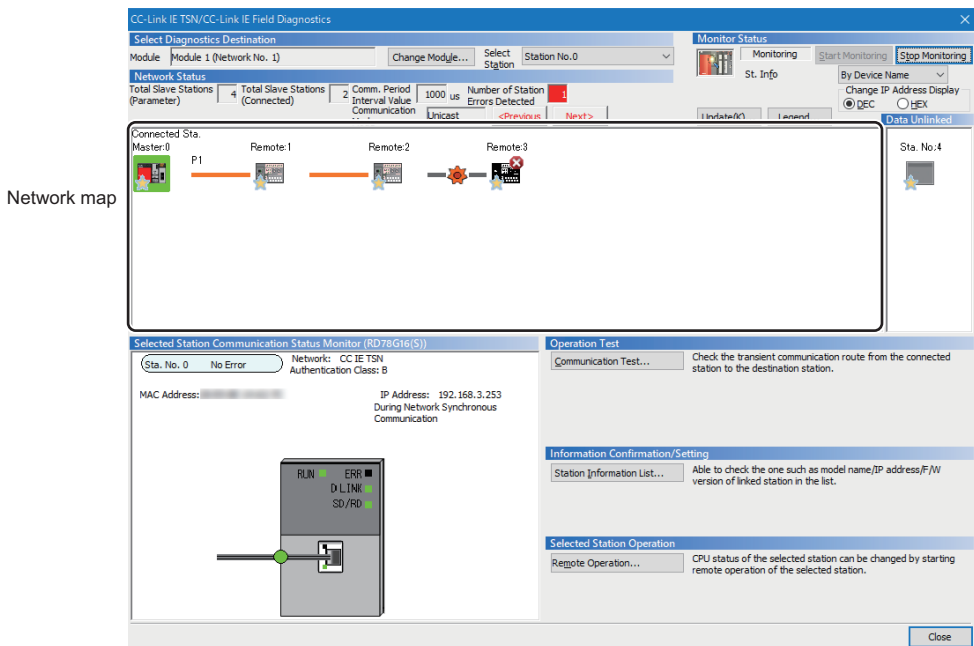 CC-Link IE TSN/CC-Link IE Field Diagnostics
Select Diagnostics Destination
Module Module 1 (Network No. 1) Change Module... Select Station Station No.0
Monitor Status
Monitoring Start Monitoring Stop Monitoring
St. Info By Device Name
Network Status
Total Slave Stations (Parameter) 4 Total Slave Stations (Connected) 2 Comm. Period Interval Value 1000 us Number of Station Errors Detected 1
Change IP Address Display
DEC HEX
Communication Unicast <Previous Next> Update(K) Legend
Data Unlinked
Connected Sta.
Master:0 Remote:1 Remote:2 Remote:3 Sta. No:4
P1
Network map
Selected Station Communication Status Monitor (RD78G16(S))
Sta. No. 0 No Error
Network: CC IE TSN
Authentication Class: B
MAC Address:
IP Address: 192.168.3.253
During Network Synchronous
Communication
RUN ERR
D LINK
SD/RD
Operation Test
Communication Test...
Check the transient communication route from the connected
station to the destination station.
Information Confirmation/Setting
Station Information List...
Able to check the one such as model name/IP address/F/W
version of linked station in the list.
Selected Station Operation
Remote Operation...
CPU status of the selected station can be changed by starting
remote operation of the selected station.
Close